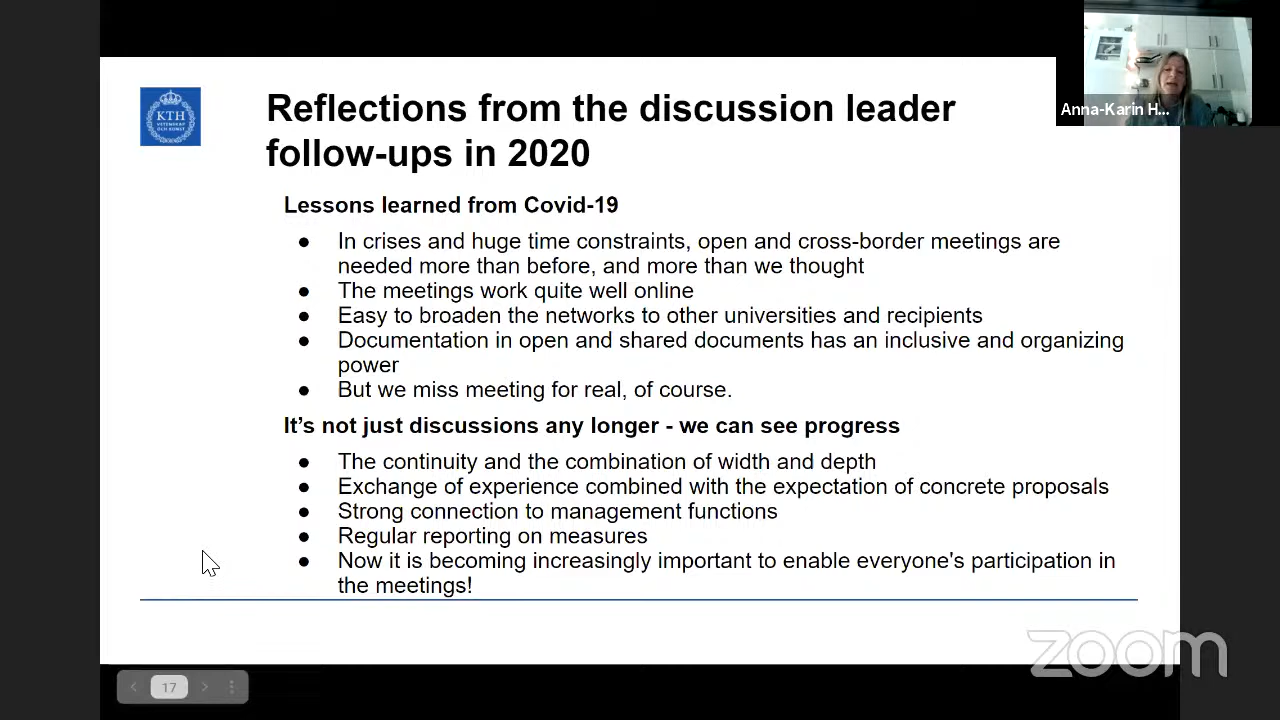 Anna-Karin H...
KTH
VETENSKAP
OCH KONST
Reflections from the discussion leader
follow-ups in 2020
Lessons learned from Covid-19
● In crises and huge time constraints, open and cross-border meetings are
needed more than before, and more than we thought
● The meetings work quite well online
● Easy to broaden the networks to other universities and recipients
● Documentation in open and shared documents has an inclusive and organizing
power
● But we miss meeting for real, of course.
It’s not just discussions any longer - we can see progress
● The continuity and the combination of width and depth
● Exchange of experience combined with the expectation of concrete proposals
● Strong connection to management functions
● Regular reporting on measures
● Now it is becoming increasingly important to enable everyone's participation in
the meetings!
zoom
17